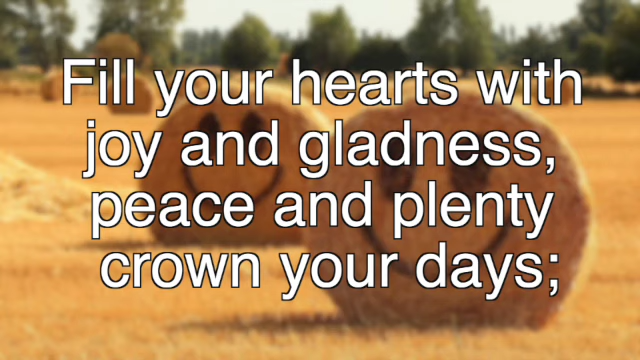 Fill your hearts with
joy and gladness,
peace and plenty
crown your days;